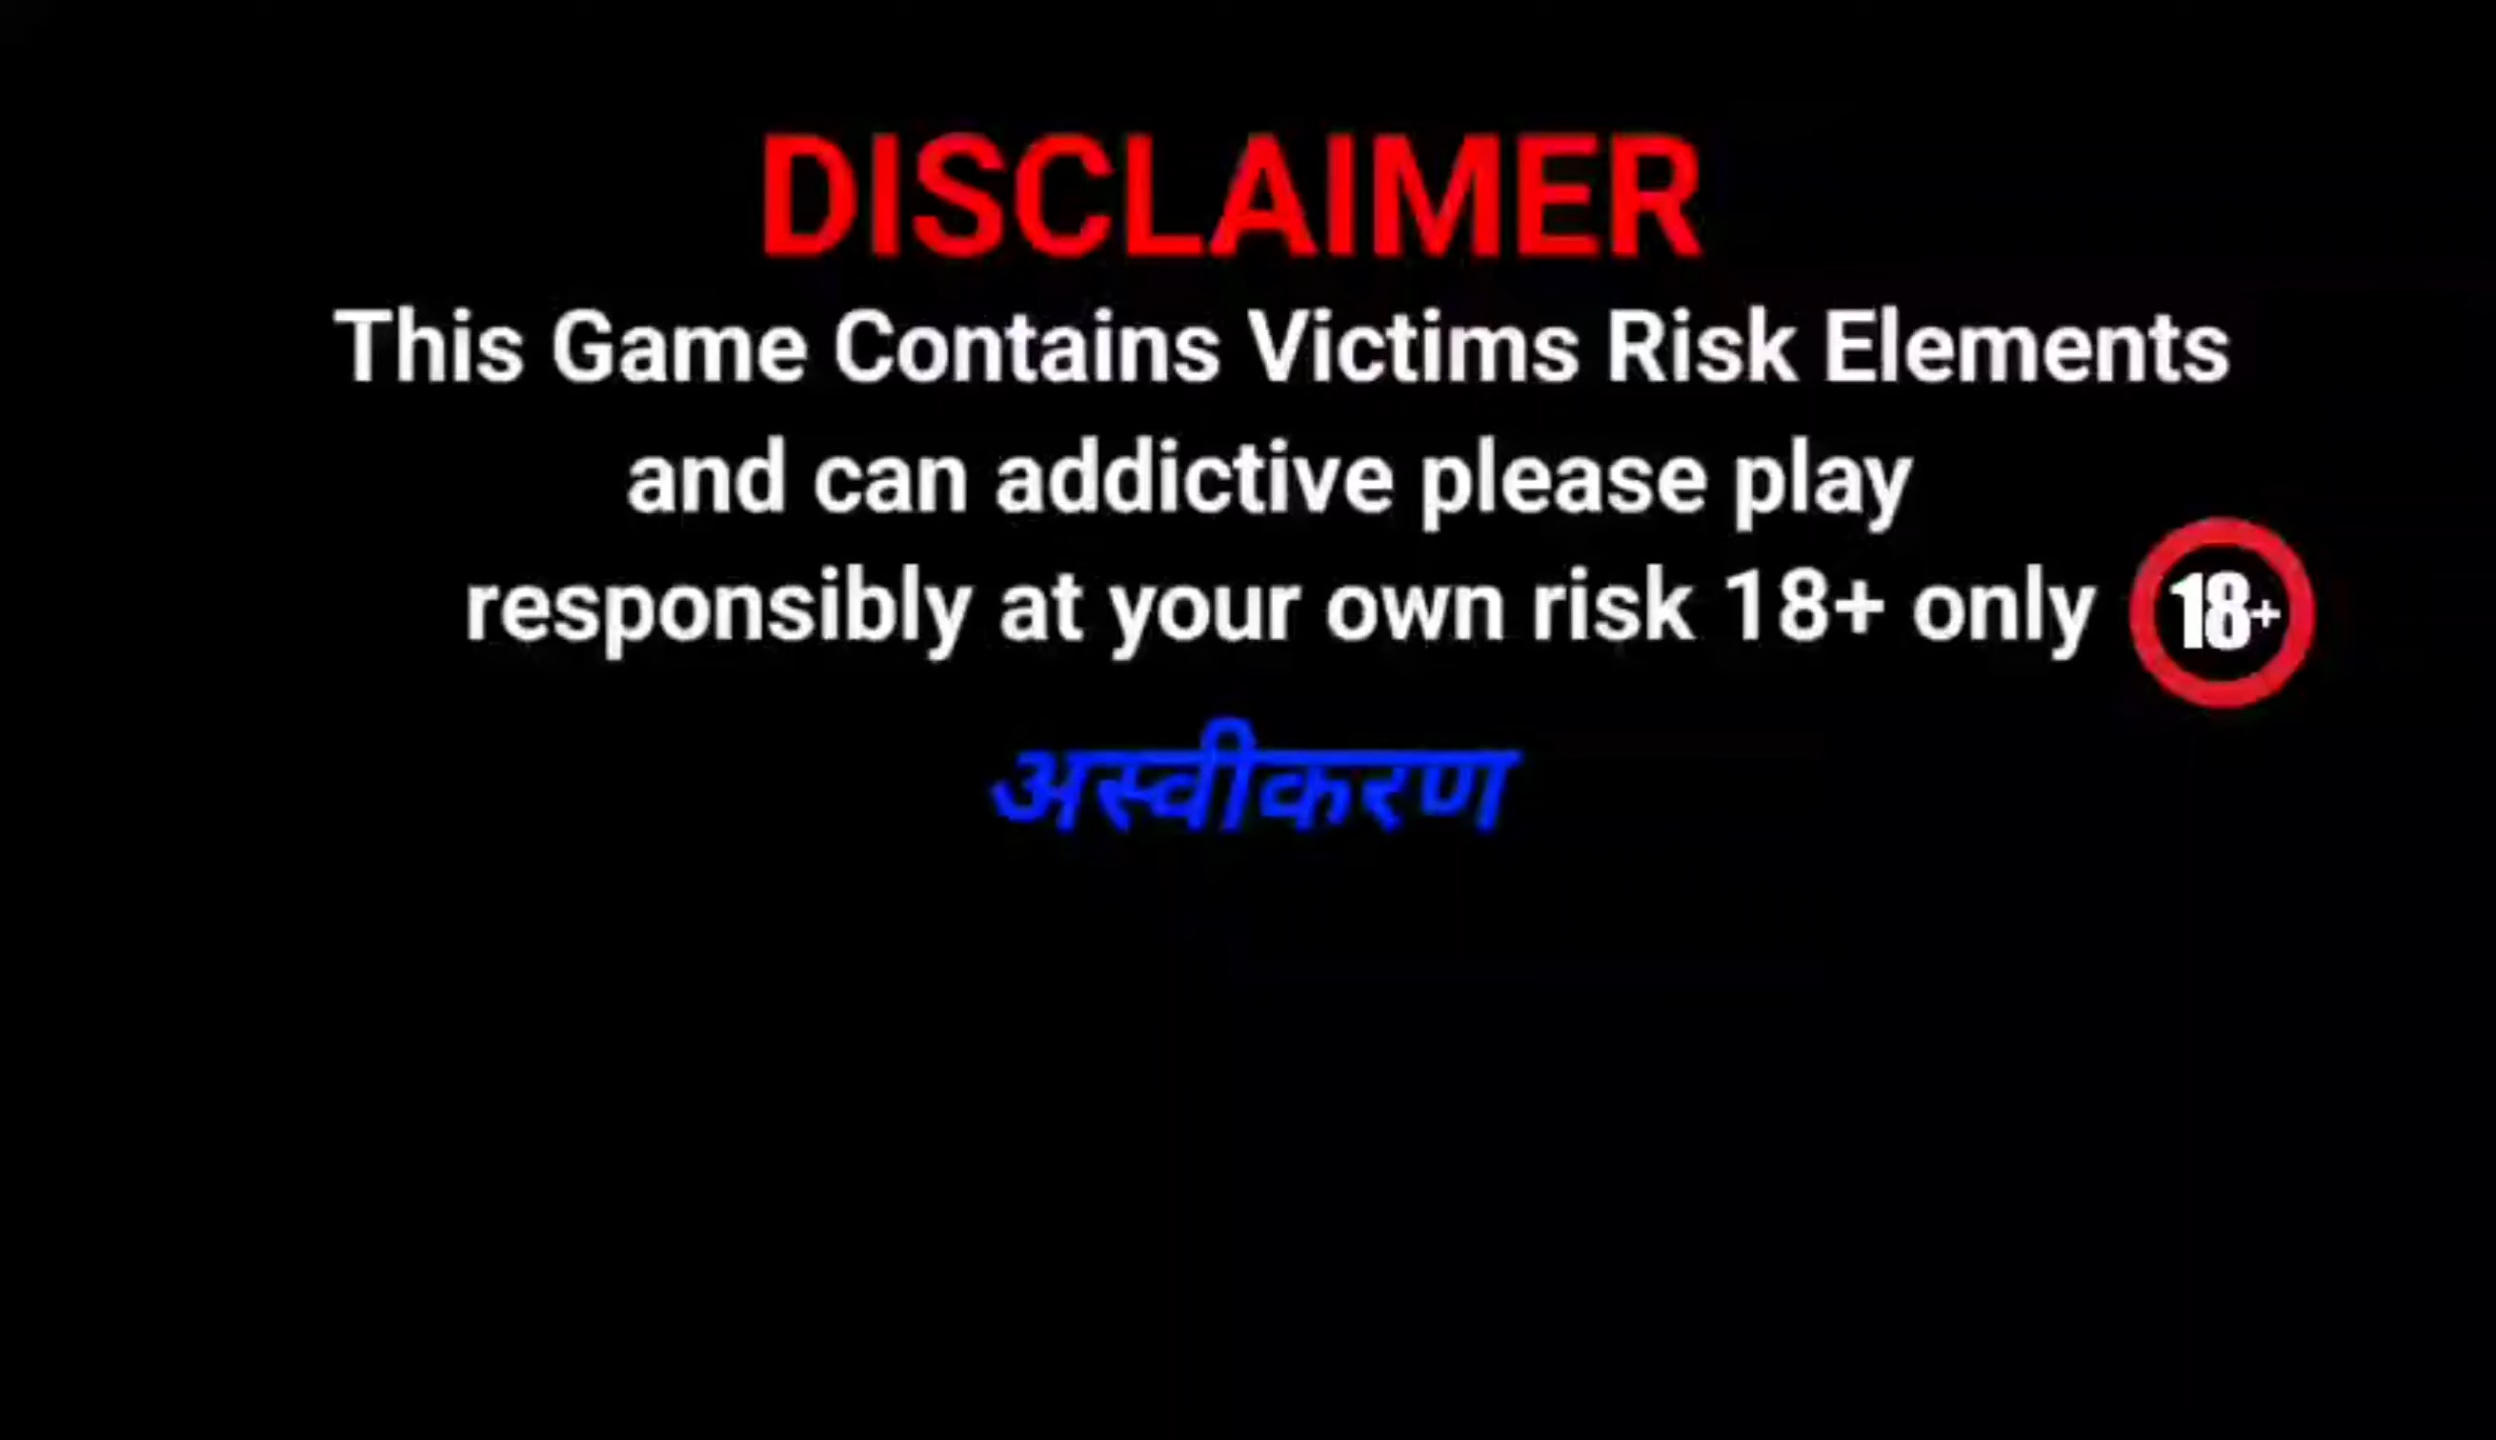 DISCLAIMER
This Game Contains Victims Risk Elements
and can addictive please play
responsibly at your own risk 18+ only 18+
अस्वीकरण